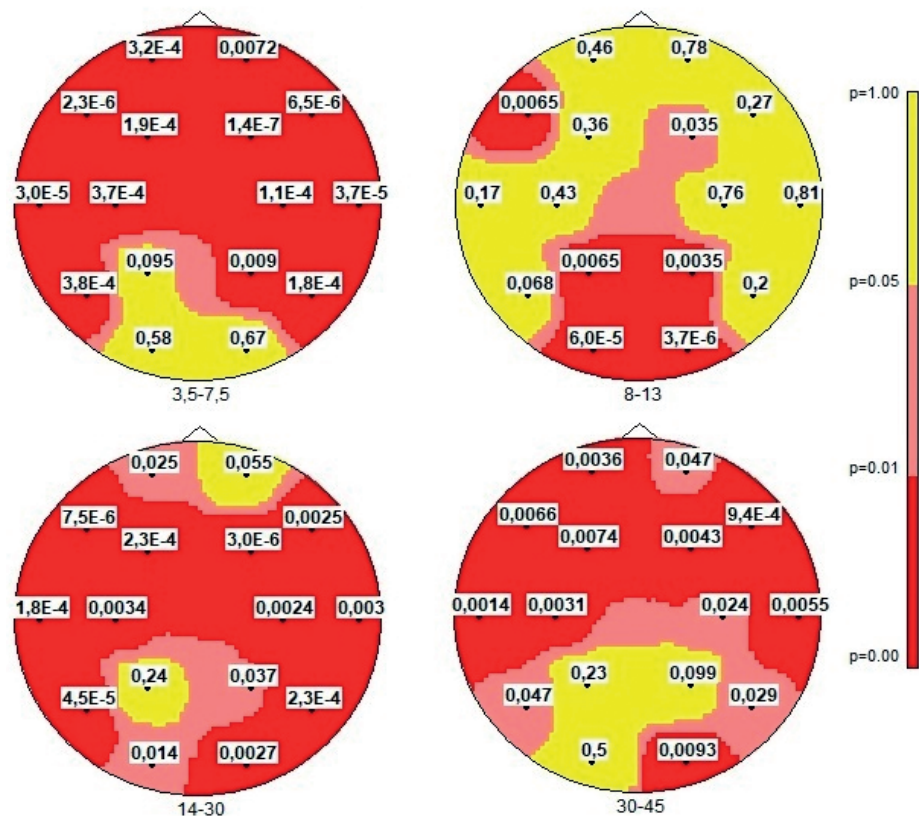 3,2E-4 0,0072
2,3E-6 6,5E-6
1,9E-4 1,4E-7
3,0E-5 3,7E-4 1,1E-4 3,7E-5
0,095 0,009
3,8E-4 1,8E-4
0,58 0,67
3,5-7,5
0,46 0,78
0,0065 0,27
0,36 0,035
0,17 0,43 0,76 0,81
0,0065 0,0035
0,068 0,2
6,0E-5 3,7E-6
8-13
p=1.00
p=0.05
p=0.01
p=0.00
0,025 0,055
7,5E-6 0,0025
2,3E-4 3,0E-6
1,8E-4 0,0034 0,0024 0,003
0,24 0,037
4,5E-5 2,3E-4
0,014 0,0027
14-30
0,0036 0,047
0,0066 9,4E-4
0,0074 0,0043
0,0014 0,0031 0,024 0,0055
0,23 0,099
0,047 0,029
0,5 0,0093
30-45